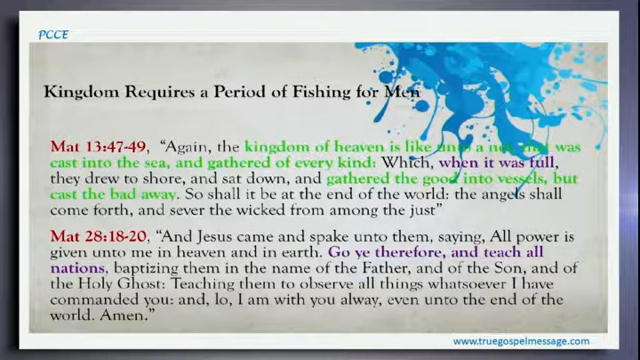 PCCE
Kingdom Requires a Period of Fishing for Men
Mat 13:47-49, “Again, the kingdom of heaven is like unto a net, that was
cast into the sea, and gathered of every kind: Which, when it was full,
they drew to shore, and sat down, and gathered the good into vessels, but
cast the bad away. So shall it be at the end of the world: the angels shall
come forth, and sever the wicked from among the just”
Mat 28:18-20, “And Jesus came and spake unto them, saying, All power is
given unto me in heaven and in earth. Go ye therefore, and teach all
nations, baptizing them in the name of the Father, and of the Son, and of
the Holy Ghost: Teaching them to observe all things whatsoever I have
commanded you: and, lo, I am with you alway, even unto the end of the
world. Amen.”
www.truegospelmessage.com